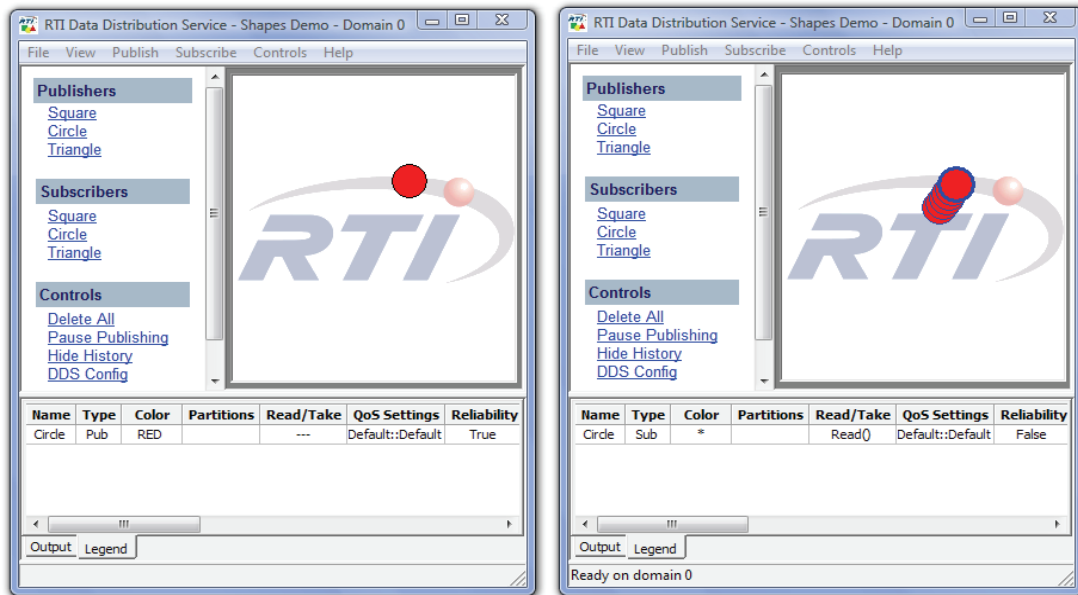 RTI Data Distribution Service - Shapes Demo - Domain 0
File View Publish Subscribe Controls Help
Publishers
Square
Circle
Triangle
Subscribers
Square
Circle
Triangle
Controls
Delete All
Pause Publishing
Hide History
DDS Config
RTI
Name Type Color Partitions Read/Take QoS Settings Reliability
Circle Pub RED --- Default::Default True
Output Legend
RTI Data Distribution Service - Shapes Demo - Domain 0
File View Publish Subscribe Controls Help
Publishers
Square
Circle
Triangle
Subscribers
Square
Circle
Triangle
Controls
Delete All
Pause Publishing
Hide History
DDS Config
RTI
Name Type Color Partitions Read/Take QoS Settings Reliability
Circle Sub * Read() Default::Default False
Output Legend
Ready on domain 0